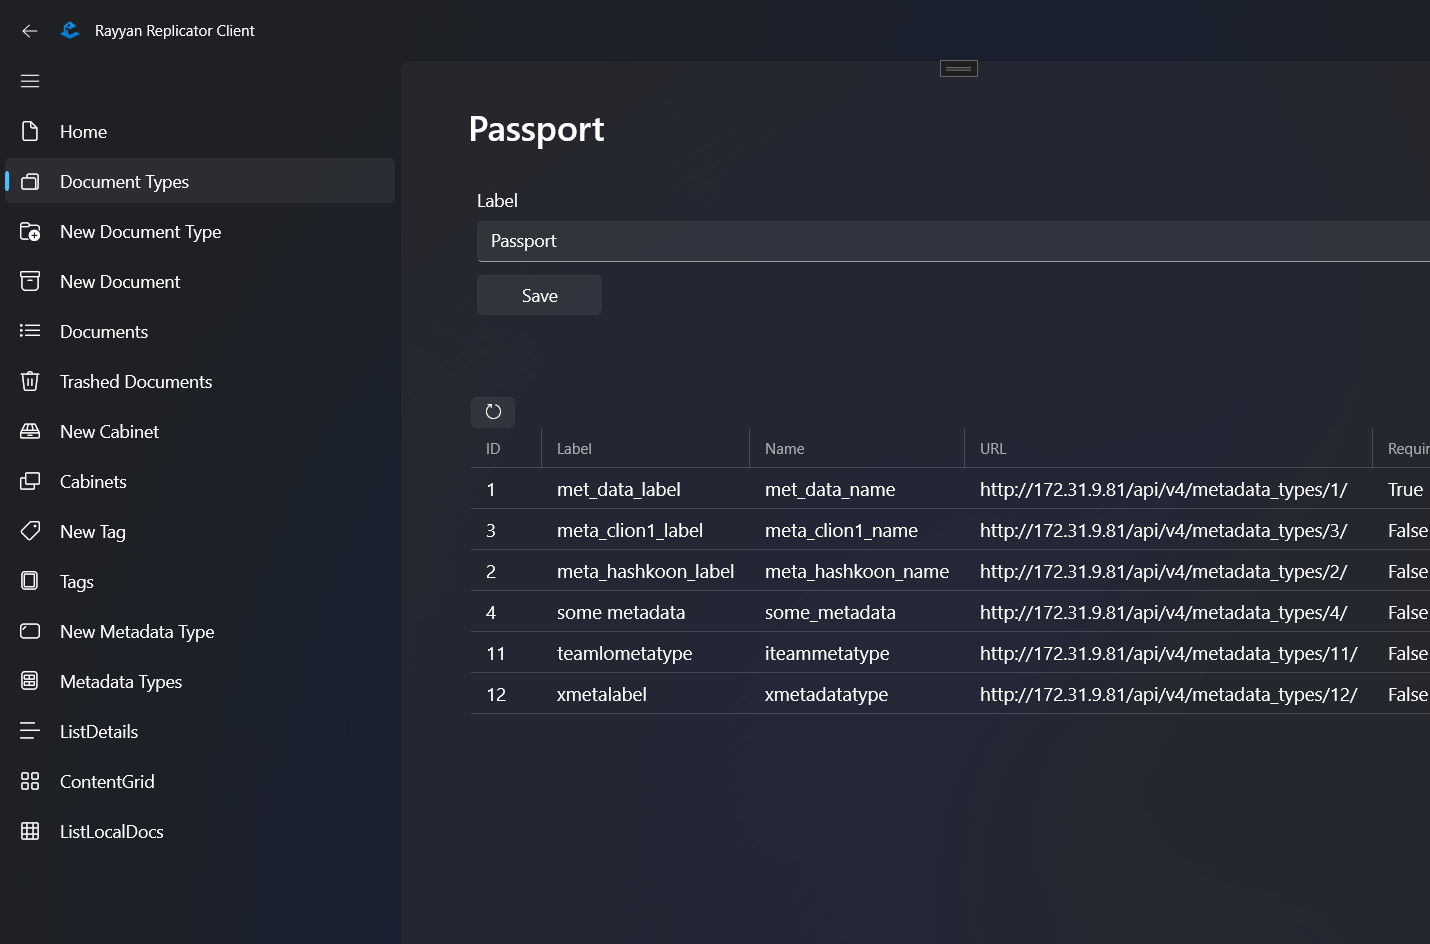 Rayyan Replicator Client
Home
Document Types
New Document Type
New Document
Documents
Trashed Documents
New Cabinet
Cabinets
New Tag
Tags
New Metadata Type
Metadata Types
ListDetails
ContentGrid
ListLocalDocs
Passport
Label
Passport
Save
ID Label Name URL Requir
1 met_data_label met_data_name http://172.31.9.81/api/v4/metadata_types/1/ True
3 meta_clion1_label meta_clion1_name http://172.31.9.81/api/v4/metadata_types/3/ False
2 meta_hashkoon_label meta_hashkoon_name http://172.31.9.81/api/v4/metadata_types/2/ False
4 some metadata some_metadata http://172.31.9.81/api/v4/metadata_types/4/ False
11 teamlometatype iteammetatype http://172.31.9.81/api/v4/metadata_types/11/ False
12 xmetalabel xmetadatatype http://172.31.9.81/api/v4/metadata_types/12/ False